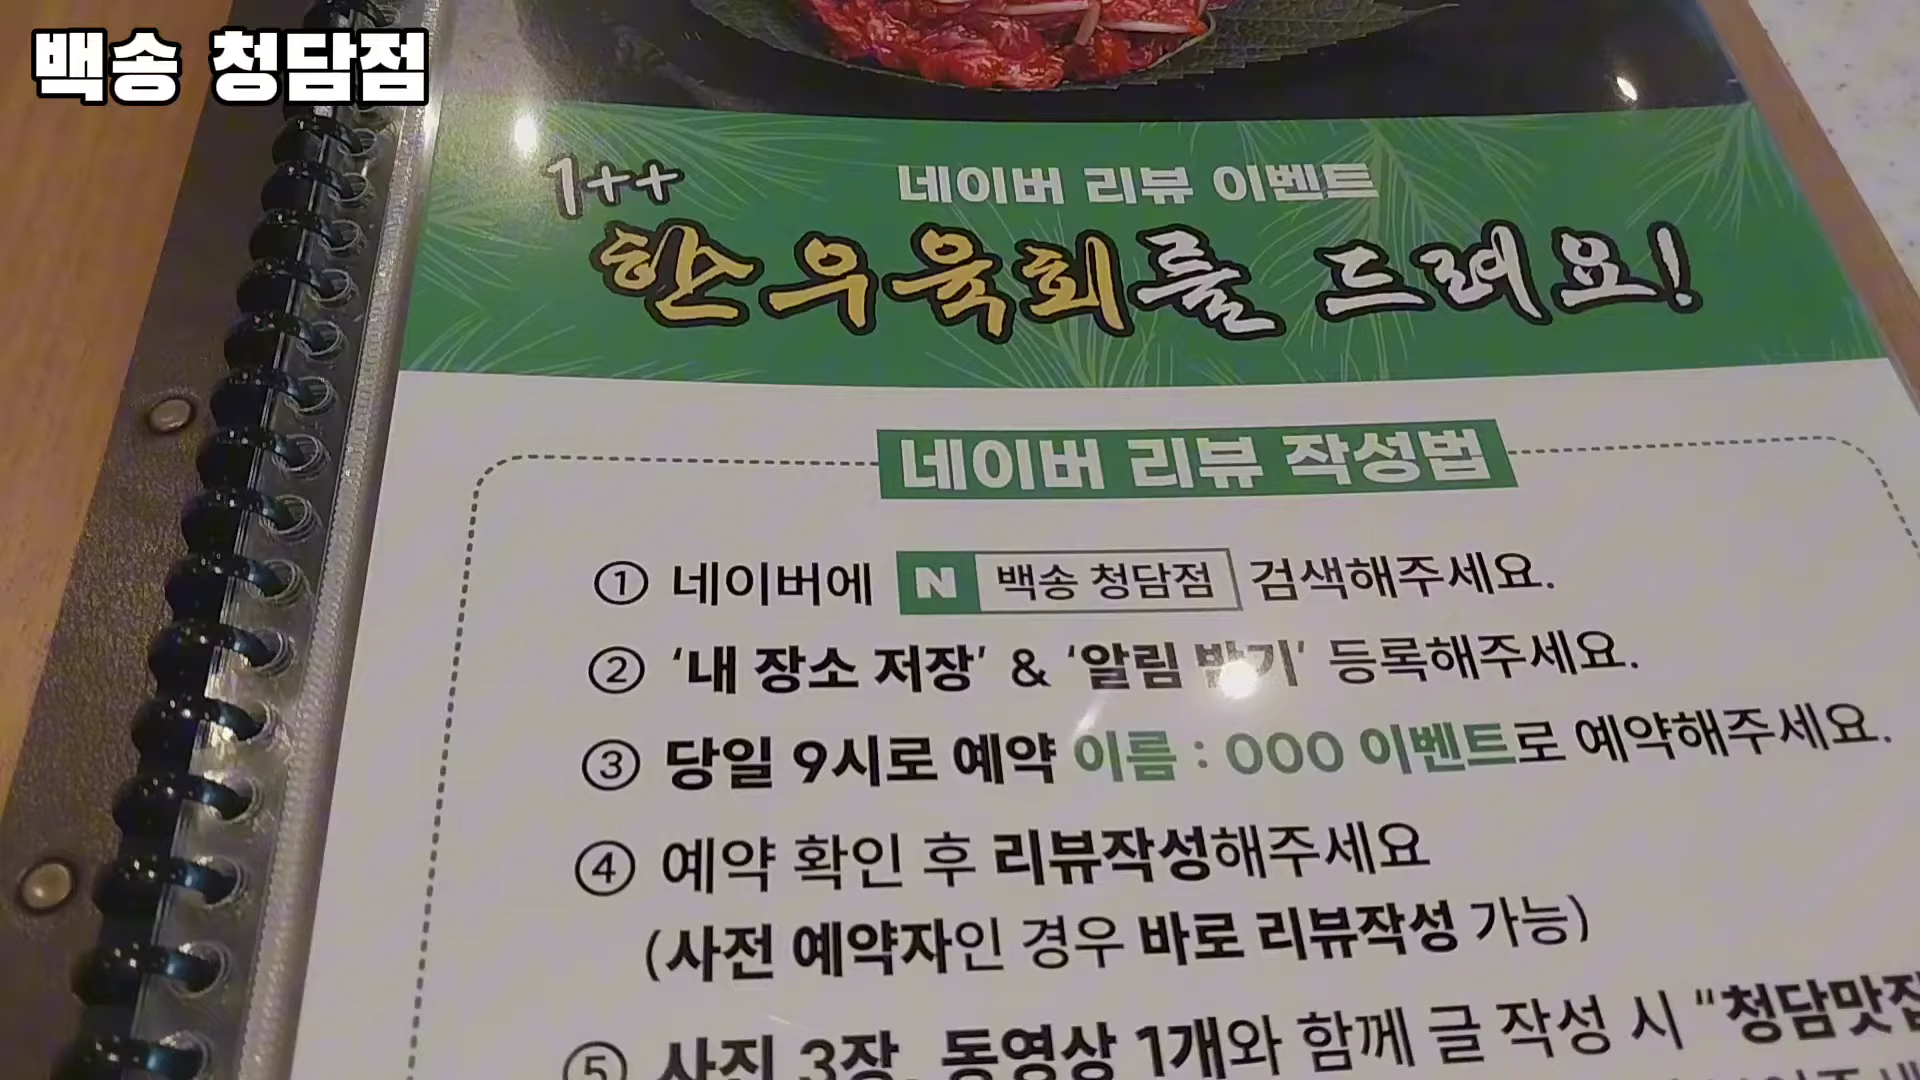 백송 청담점
네이버 리뷰 이벤트
1++
한우육회를 드려요!
네이버 리뷰 작성법
① 네이버에 N 백송 청담점 검색해주세요.
② ‘내 장소 저장’ & ‘알림 받기’ 등록해주세요.
③ 당일 9시로 예약 이름 : OOO 이벤트로 예약해주세요.
④ 예약 확인 후 리뷰작성해주세요
(사전 예약자인 경우 바로 리뷰작성 가능)
⑤ 사진 3장, 동영상 1개와 함께 글 작성 시 “청담맛집